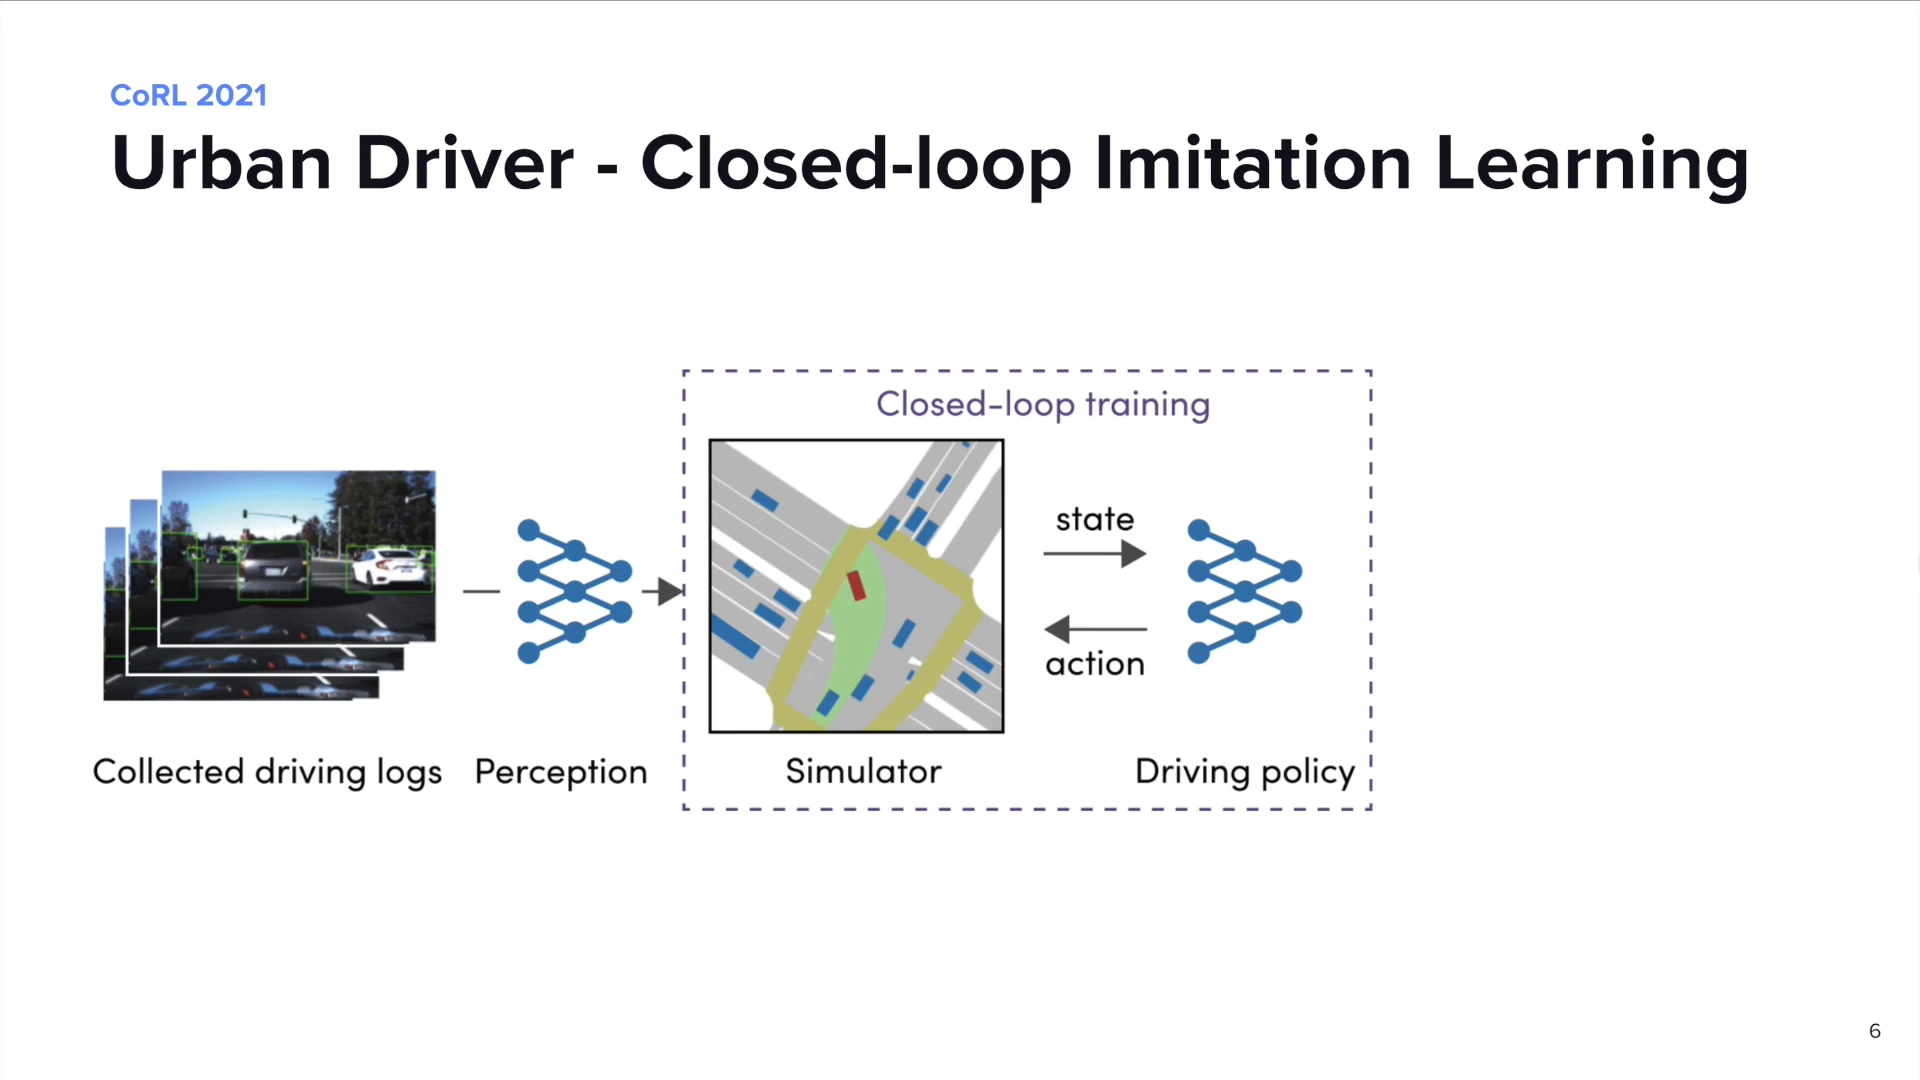 CoRL 2021
Urban Driver - Closed-loop Imitation Learning
Closed-loop training
state
action
Collected driving logs
Perception
Simulator
Driving policy
6